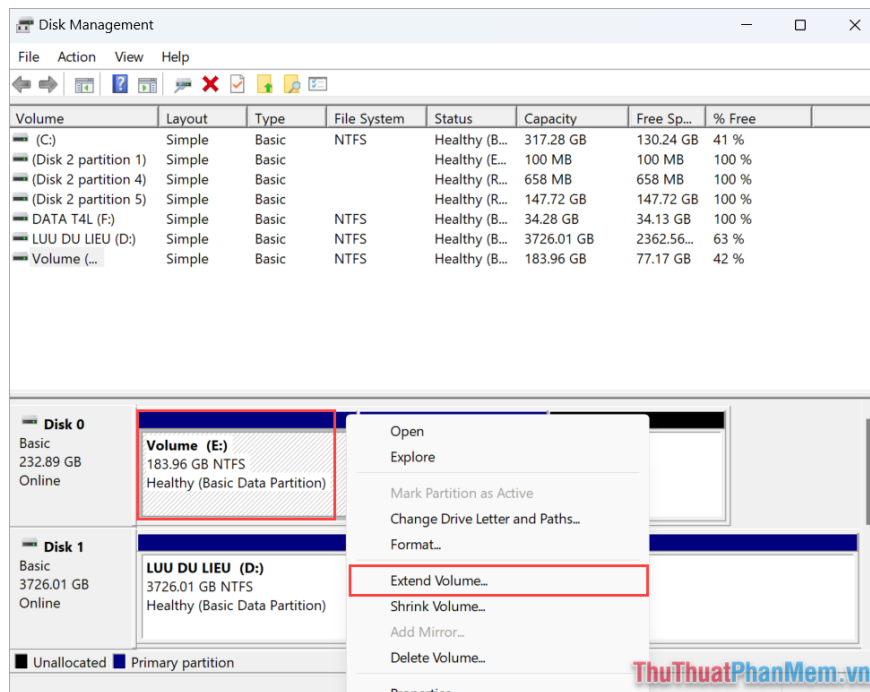 Disk Management
File Action View Help
Volume Layout Type File System Status Capacity Free Sp... % Free
(C:) Simple Basic NTFS Healthy (B... 317.28 GB 130.24 GB 41 %
(Disk 2 partition 1) Simple Basic Healthy (E... 100 MB 100 MB 100 %
(Disk 2 partition 4) Simple Basic Healthy (R... 658 MB 658 MB 100 %
(Disk 2 partition 5) Simple Basic Healthy (B... 147.72 GB 147.72 GB 100 %
DATA T4L (F:) Simple Basic NTFS Healthy (B... 34.28 GB 34.13 GB 100 %
LUU DU LIEU (D:) Simple Basic NTFS Healthy (B... 3726.01 GB 2362.56... 63 %
Volume (... Simple Basic NTFS Healthy (B... 183.96 GB 77.17 GB 42 %
Disk 0
Basic
232.89 GB
Online
Volume (E:)
183.96 GB NTFS
Healthy (Basic Data Partition)
Open
Explore
Mark Partition as Active
Change Drive Letter and Paths...
Format...
Extend Volume...
Shrink Volume...
Add Mirror...
Delete Volume...
Properties
Disk 1
Basic
3726.01 GB
Online
LUU DU LIEU (D:)
3726.01 GB NTFS
Healthy (Basic Data Partition)
Unallocated Primary partition
ThuThuatPhanMem.vn